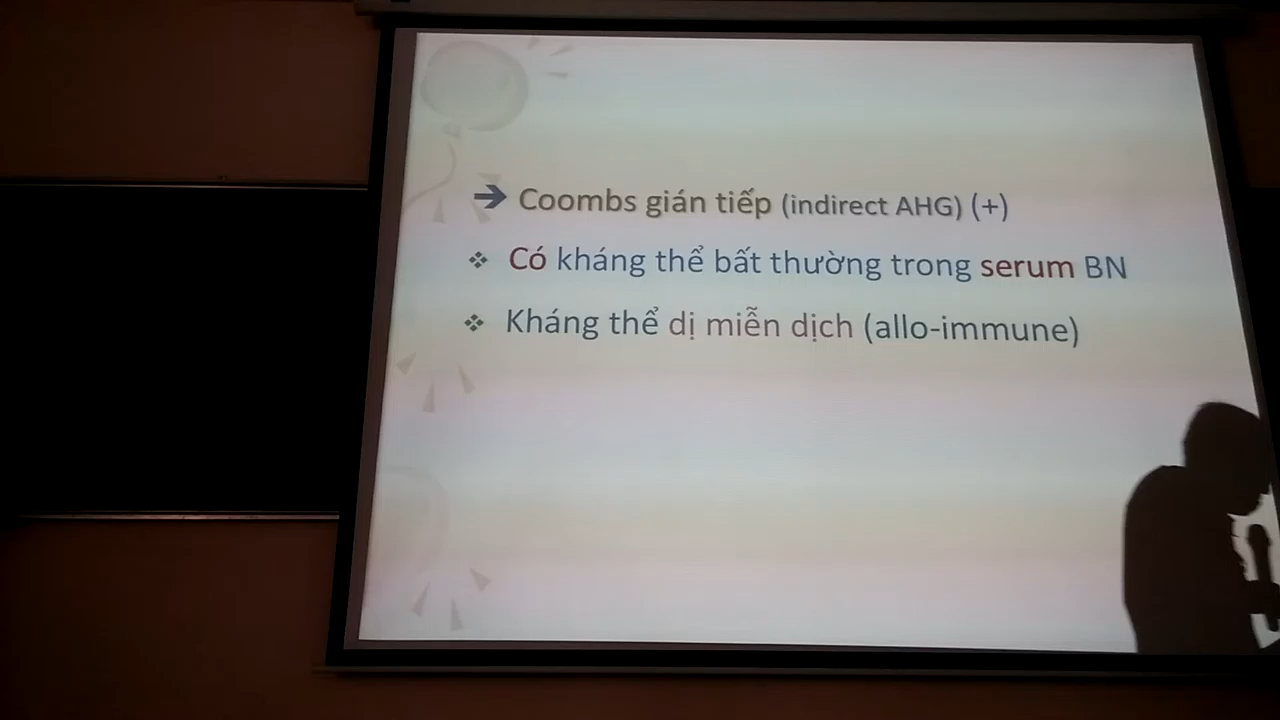 ➔ Coombs gián tiếp (indirect AHG) (+)
❖ Có kháng thể bất thường trong serum BN
❖ Kháng thể dị miễn dịch (allo-immune)